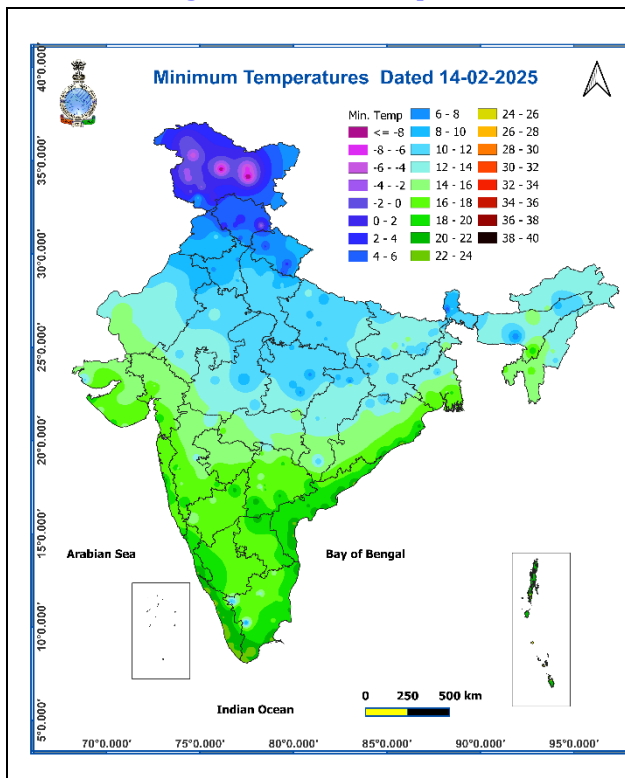 Minimum Temperatures Dated 14-02-2025
Min. Temp
<= -8
-8 - -6
-6 - -4
-4 - -2
-2 - 0
0 - 2
2 - 4
4 - 6
6 - 8
8 - 10
10 - 12
12 - 14
14 - 16
16 - 18
18 - 20
20 - 22
22 - 24
24 - 26
26 - 28
28 - 30
30 - 32
32 - 34
34 - 36
36 - 38
38 - 40
40°0.000'
35°0.000'
30°0.000'
25°0.000'
20°0.000'
15°0.000'
10°0.000'
5°0.000'
Arabian Sea
Bay of Bengal
Indian Ocean
0 250 500 km
70°0.000' 75°0.000' 80°0.000' 85°0.000' 90°0.000' 95°0.000'